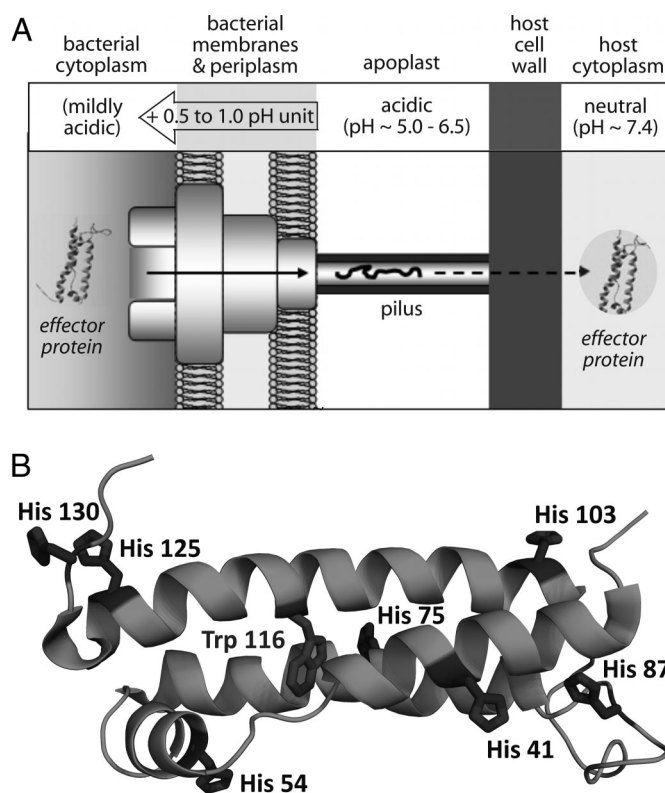 A
bacterial cytoplasm
bacterial membranes & periplasm
apoplast
host cell wall
host cytoplasm
(mildly acidic)
+ 0.5 to 1.0 pH unit
acidic (pH ~ 5.0 - 6.5)
neutral (pH ~ 7.4)
effector protein
pilus
effector protein
B
His 130
His 125
His 103
Trp 116
His 75
His 87
His 41
His 54